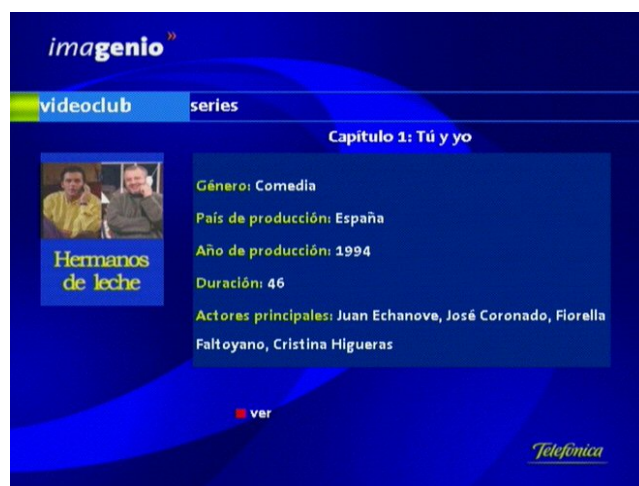 imagenio»
videoclub series
Capítulo 1: Tú y yo
Género: Comedia
País de producción: España
Año de producción: 1994
Duración: 46
Actores principales: Juan Echanove, José Coronado, Fiorella
Faltoyano, Cristina Higueras
Hermanos
de leche
ver
Telefónica